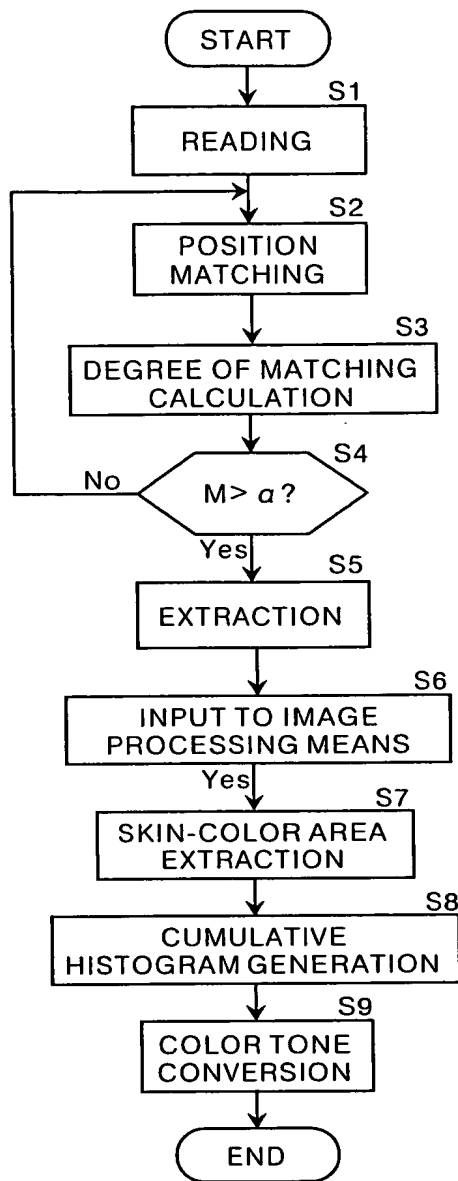 START
S1
READING
S2
POSITION
MATCHING
S3
DEGREE OF MATCHING
CALCULATION
S4
No
M> α ?
Yes
S5
EXTRACTION
S6
INPUT TO IMAGE
PROCESSING MEANS
Yes
S7
SKIN-COLOR AREA
EXTRACTION
S8
CUMULATIVE
HISTOGRAM GENERATION
S9
COLOR TONE
CONVERSION
END